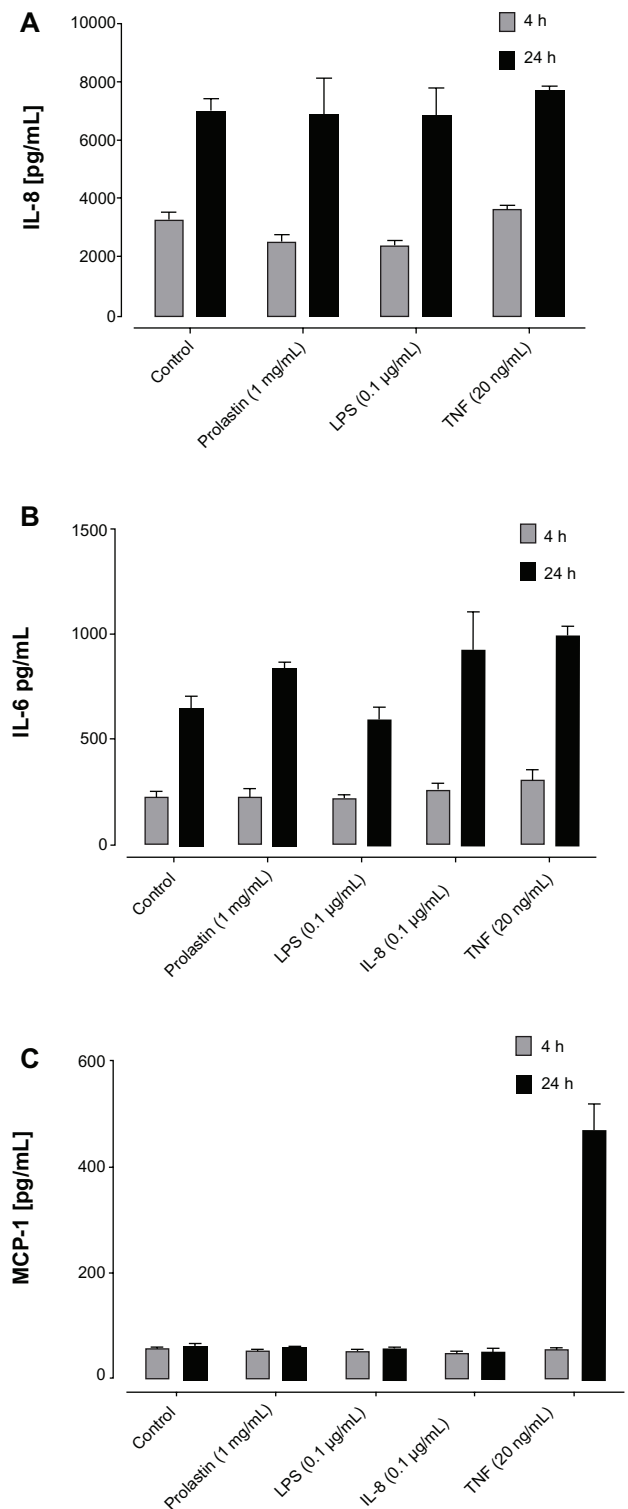 A
4 h
24 h
IL-8 [pg/mL]
10000
8000
6000
4000
2000
0
Control
Prolastin (1 mg/mL)
LPS (0.1 µg/mL)
TNF (20 ng/mL)
B
4 h
24 h
IL-6 pg/mL
1500
1000
500
0
Control
Prolastin (1 mg/mL)
LPS (0.1 µg/mL)
IL-8 (0.1 µg/mL)
TNF (20 ng/mL)
C
4 h
24 h
MCP-1 [pg/mL]
600
400
200
0
Control
Prolastin (1 mg/mL)
LPS (0.1 µg/mL)
IL-8 (0.1 µg/mL)
TNF (20 ng/mL)